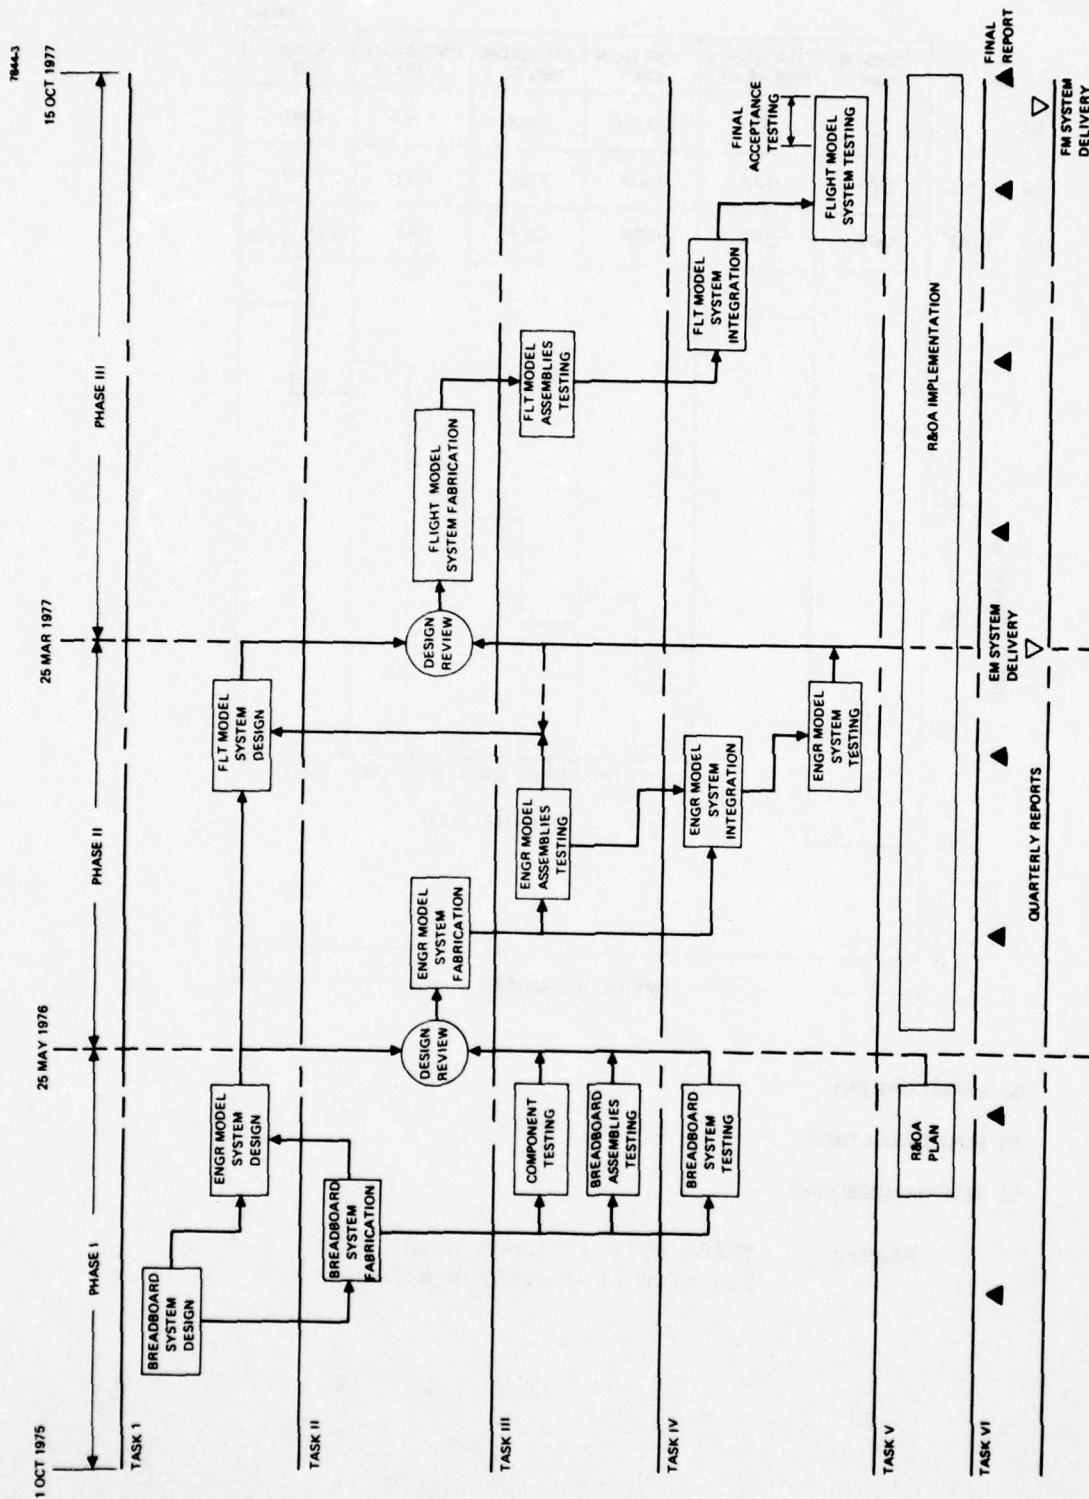 7844-3
1 OCT 1975
25 MAY 1976
25 MAR 1977
15 OCT 1977
PHASE I
PHASE II
PHASE III
TASK I
BREADBOARD
SYSTEM
DESIGN
ENGR MODEL
SYSTEM
DESIGN
FLT MODEL
SYSTEM
DESIGN
TASK II
BREADBOARD
SYSTEM
FABRICATION
DESIGN
REVIEW
ENGR MODEL
SYSTEM
FABRICATION
DESIGN
REVIEW
FLIGHT MODEL
SYSTEM FABRICATION
TASK III
COMPONENT
TESTING
BREADBOARD
ASSEMBLIES
TESTING
ENGR MODEL
ASSEMBLIES
TESTING
FLT MODEL
ASSEMBLIES
TESTING
TASK IV
BREADBOARD
SYSTEM
TESTING
ENGR MODEL
SYSTEM
INTEGRATION
ENGR MODEL
SYSTEM
TESTING
FLT MODEL
SYSTEM
INTEGRATION
FINAL
ACCEPTANCE
TESTING
FLIGHT MODEL
SYSTEM TESTING
TASK V
R&OA
PLAN
R&OA IMPLEMENTATION
TASK VI
EM SYSTEM
DELIVERY
FINAL
REPORT
QUARTERLY REPORTS
FM SYSTEM
DELIVERY